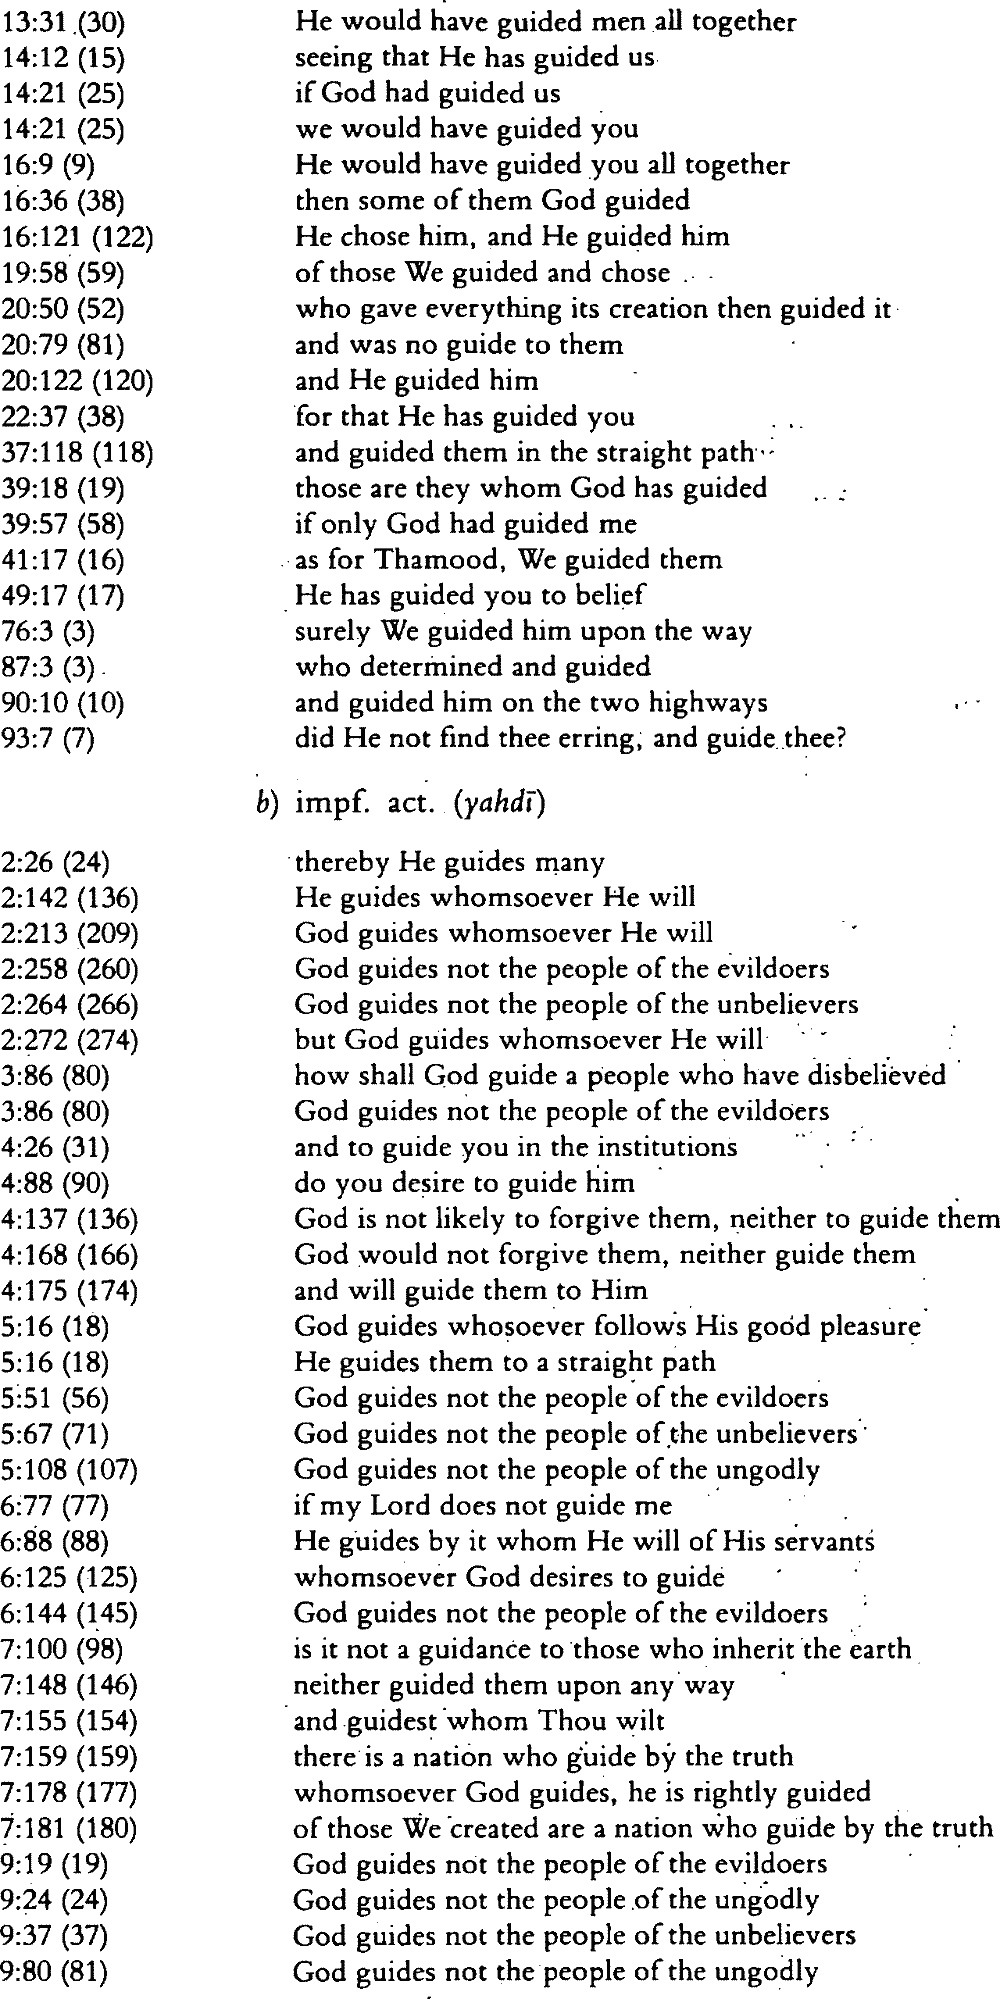 13:31 (30) He would have guided men all together
14:12 (15) seeing that He has guided us
14:21 (25) if God had guided us
14:21 (25) we would have guided you
16:9 (9) He would have guided you all together
16:36 (38) then some of them God guided
16:121 (122) He chose him, and He guided him
19:58 (59) of those We guided and chose
20:50 (52) who gave everything its creation then guided it
20:79 (81) and was no guide to them
20:122 (120) and He guided him
22:37 (38) for that He has guided you
37:118 (118) and guided them in the straight path
39:18 (19) those are they whom God has guided
39:57 (58) if only God had guided me
41:17 (16) as for Thamood, We guided them
49:17 (17) He has guided you to belief
76:3 (3) surely We guided him upon the way
87:3 (3) who determined and guided
90:10 (10) and guided him on the two highways
93:7 (7) did He not find thee erring, and guide thee?
b) impf. act. (yahdī)
2:26 (24) thereby He guides many
2:142 (136) He guides whomsoever He will
2:213 (209) God guides whomsoever He will
2:258 (260) God guides not the people of the evildoers
2:264 (266) God guides not the people of the unbelievers
2:272 (274) but God guides whomsoever He will
3:86 (80) how shall God guide a people who have disbelieved
3:86 (80) God guides not the people of the evildoers
4:26 (31) and to guide you in the institutions
4:88 (90) do you desire to guide him
4:137 (136) God is not likely to forgive them, neither to guide them
4:168 (166) God would not forgive them, neither guide them
4:175 (174) and will guide them to Him
5:16 (18) God guides whosoever follows His good pleasure
5:16 (18) He guides them to a straight path
5:51 (56) God guides not the people of the evildoers
5:67 (71) God guides not the people of the unbelievers
5:108 (107) God guides not the people of the ungodly
6:77 (77) if my Lord does not guide me
6:88 (88) He guides by it whom He will of His servants
6:125 (125) whomsoever God desires to guide
6:144 (145) God guides not the people of the evildoers
7:100 (98) is it not a guidance to those who inherit the earth
7:148 (146) neither guided them upon any way
7:155 (154) and guidest whom Thou wilt
7:159 (159) there is a nation who guide by the truth
7:178 (177) whomsoever God guides, he is rightly guided
7:181 (180) of those We created are a nation who guide by the truth
9:19 (19) God guides not the people of the evildoers
9:24 (24) God guides not the people of the ungodly
9:37 (37) God guides not the people of the unbelievers
9:80 (81) God guides not the people of the ungodly